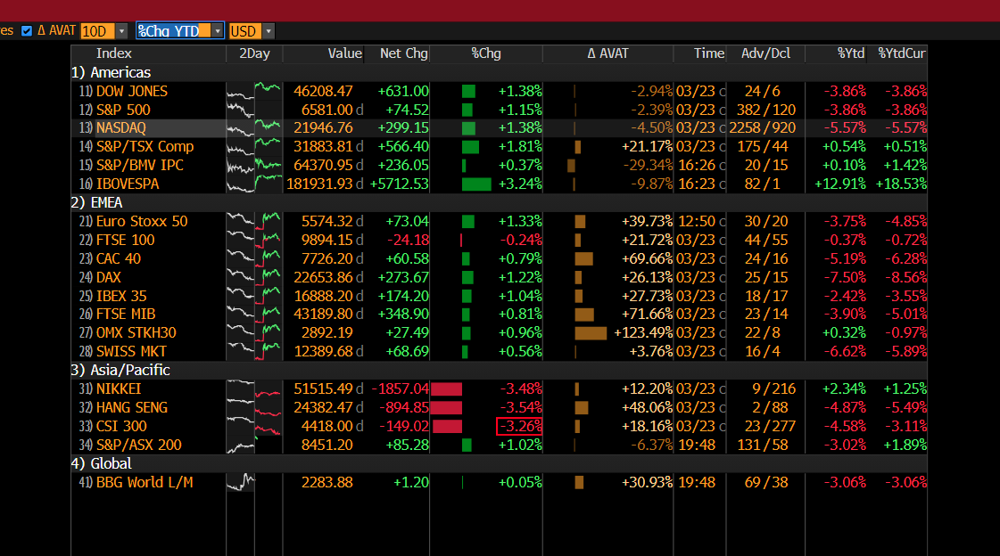 es Δ AVAT 10D %Chg YTD USD
Index 2Day Value Net Chg %Chg Δ AVAT Time Adv/Dcl %Ytd %YtdCur
1) Americas
11) DOW JONES 46208.47 +631.00 +1.38% -2.94% 03/23 c 24 / 6 -3.86% -3.86%
12) S&P 500 6581.00 d +74.52 +1.15% -2.39% 03/23 c 382 / 120 -3.86% -3.86%
13) NASDAQ 21946.76 +299.15 +1.38% -4.50% 03/23 c 2258 / 920 -5.57% -5.57%
14) S&P/TSX Comp 31883.81 d +566.40 +1.81% +21.17% 03/23 c 175 / 44 +0.54% +0.51%
15) S&P/BMV IPC 64370.95 d +236.05 +0.37% -29.34% 16:26 c 20 / 15 +0.10% +1.42%
16) IBOVESPA 181931.93 d +5712.53 +3.24% -9.87% 16:23 c 82 / 1 +12.91% +18.53%
2) EMEA
21) Euro Stoxx 50 5574.32 d +73.04 +1.33% +39.73% 12:50 c 30 / 20 -3.75% -4.85%
22) FTSE 100 9894.15 d -24.18 -0.24% +21.72% 03/23 c 44 / 55 -0.37% -0.72%
23) CAC 40 7726.20 d +60.58 +0.79% +69.66% 03/23 c 24 / 16 -5.19% -6.28%
24) DAX 22653.86 d +273.67 +1.22% +26.13% 03/23 c 25 / 15 -7.50% -8.56%
25) IBEX 35 16888.20 d +174.20 +1.04% +27.73% 03/23 c 18 / 17 -2.42% -3.55%
26) FTSE MIB 43189.80 d +348.90 +0.81% +71.66% 03/23 c 23 / 14 -3.90% -5.01%
27) OMX STKH30 2892.19 +27.49 +0.96% +123.49% 03/23 c 22 / 8 +0.32% -0.97%
28) SWISS MKT 12389.68 d +68.69 +0.56% +3.76% 03/23 c 16 / 4 -6.62% -5.89%
3) Asia/Pacific
31) NIKKEI 51515.49 d -1857.04 -3.48% +12.20% 03/23 c 9 / 216 +2.34% +1.25%
32) HANG SENG 24382.47 d -894.85 -3.54% +48.06% 03/23 c 2 / 88 -4.87% -5.49%
33) CSI 300 4418.00 d -149.02 -3.26% +18.16% 03/23 c 23 / 277 -4.58% -3.11%
34) S&P/ASX 200 8451.20 +85.28 +1.02% -6.37% 19:48 131 / 58 -3.02% +1.89%
4) Global
41) BBG World L/M 2283.88 +1.20 +0.05% +30.93% 19:48 69 / 38 -3.06% -3.06%